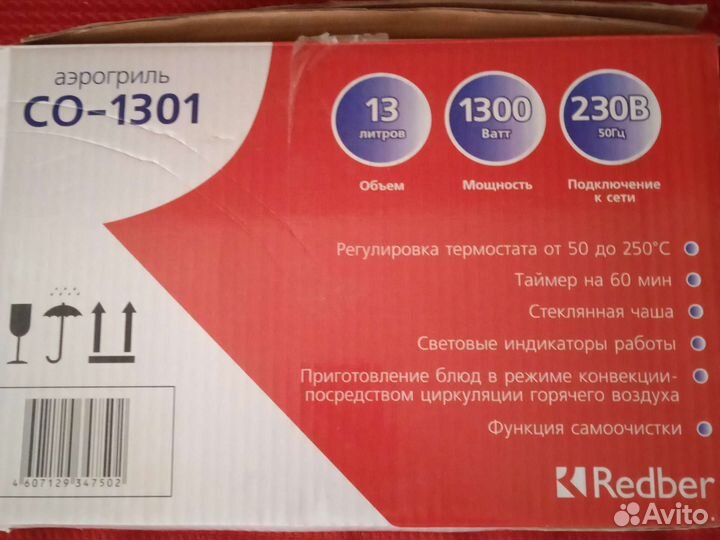 аэрогриль
CO-1301
13
литров
Объем
1300
Ватт
Мощность
230В
50Гц
Подключение
к сети
Регулировка термостата от 50 до 250°С
Таймер на 60 мин
Стеклянная чаша
Световые индикаторы работы
Приготовление блюд в режиме конвекции-
посредством циркуляции горячего воздуха
Функция самоочистки
4 607129 347502
Redber
Avito